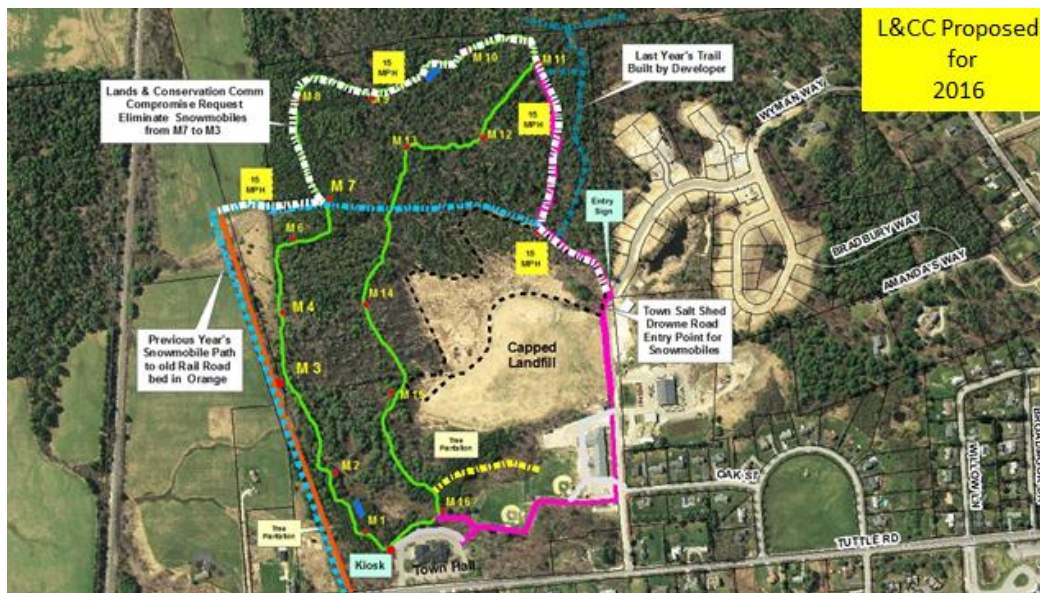 L&CC Proposed
for
2016
Lands & Conservation Comm
Compromise Request
Eliminate Snowmobiles
from M7 to M3
Last Year's Trail
Built by Developer
15
MPH
M 10
M 11
M 8
M 9
15
MPH
M 12
M 13
WYMAN WAY
15
MPH
M 7
Entry
Sign
M 6
15
MPH
BRADBURY WAY
AMANDA'S WAY
M 4
M 14
Town Salt Shed
Drowne Road
Entry Point for
Snowmobiles
Previous Year's
Snowmobile Path
to old Rail Road
bed in Orange
Capped
Landfill
M 3
M 15
Tree
Plantation
M 2
OAK ST
WILLOW LN
M 16
M 1
Tree
Plantation
TUTTLE RD
Kiosk
Town Hall